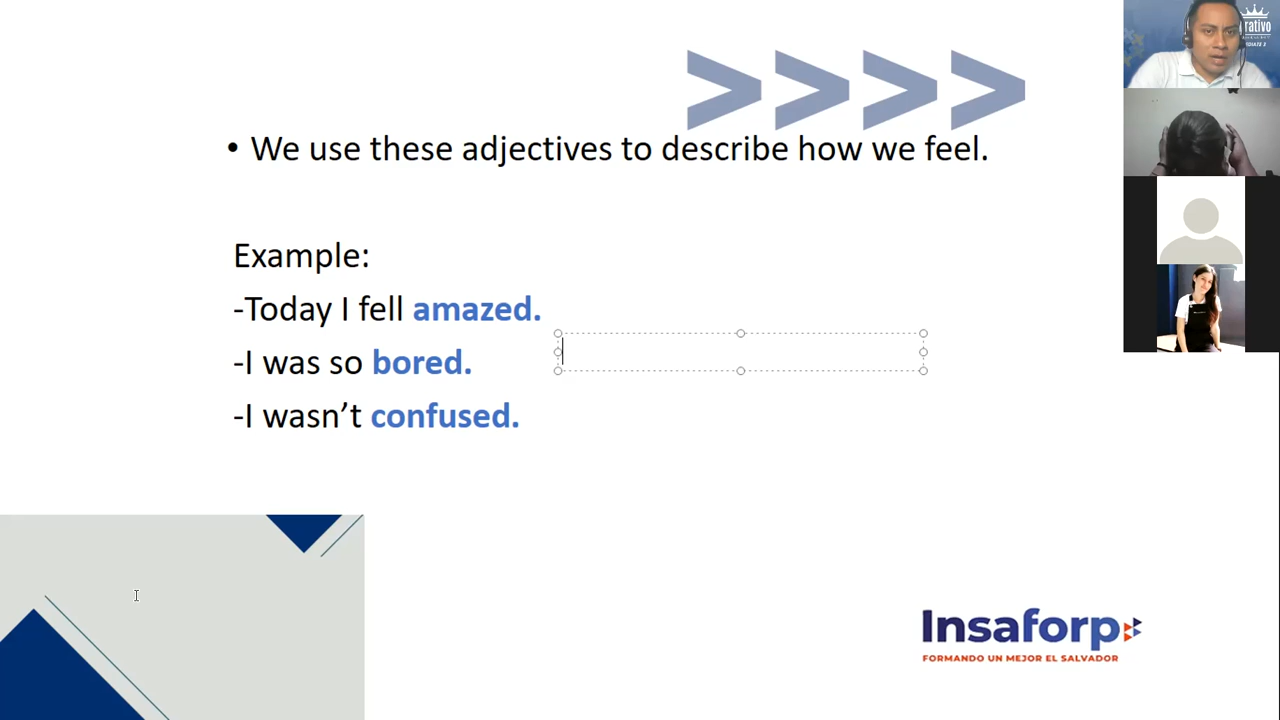 • We use these adjectives to describe how we feel.
Example:
-Today I fell amazed.
-I was so bored.
-I wasn’t confused.
Insaforp
FORMANDO UN MEJOR EL SALVADOR
rativo